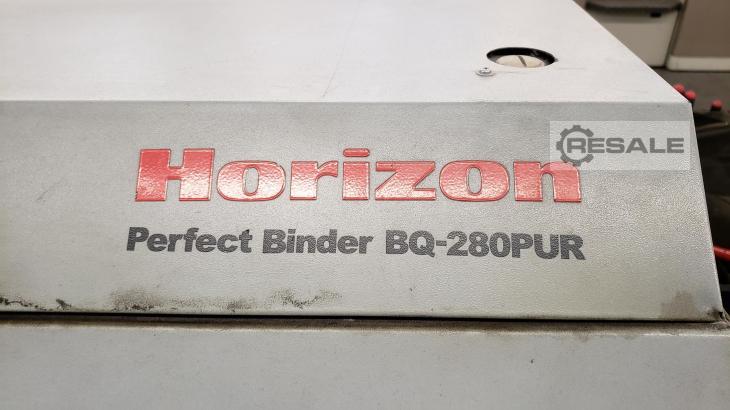 RESALE
Horizon
Perfect Binder BQ-280PUR